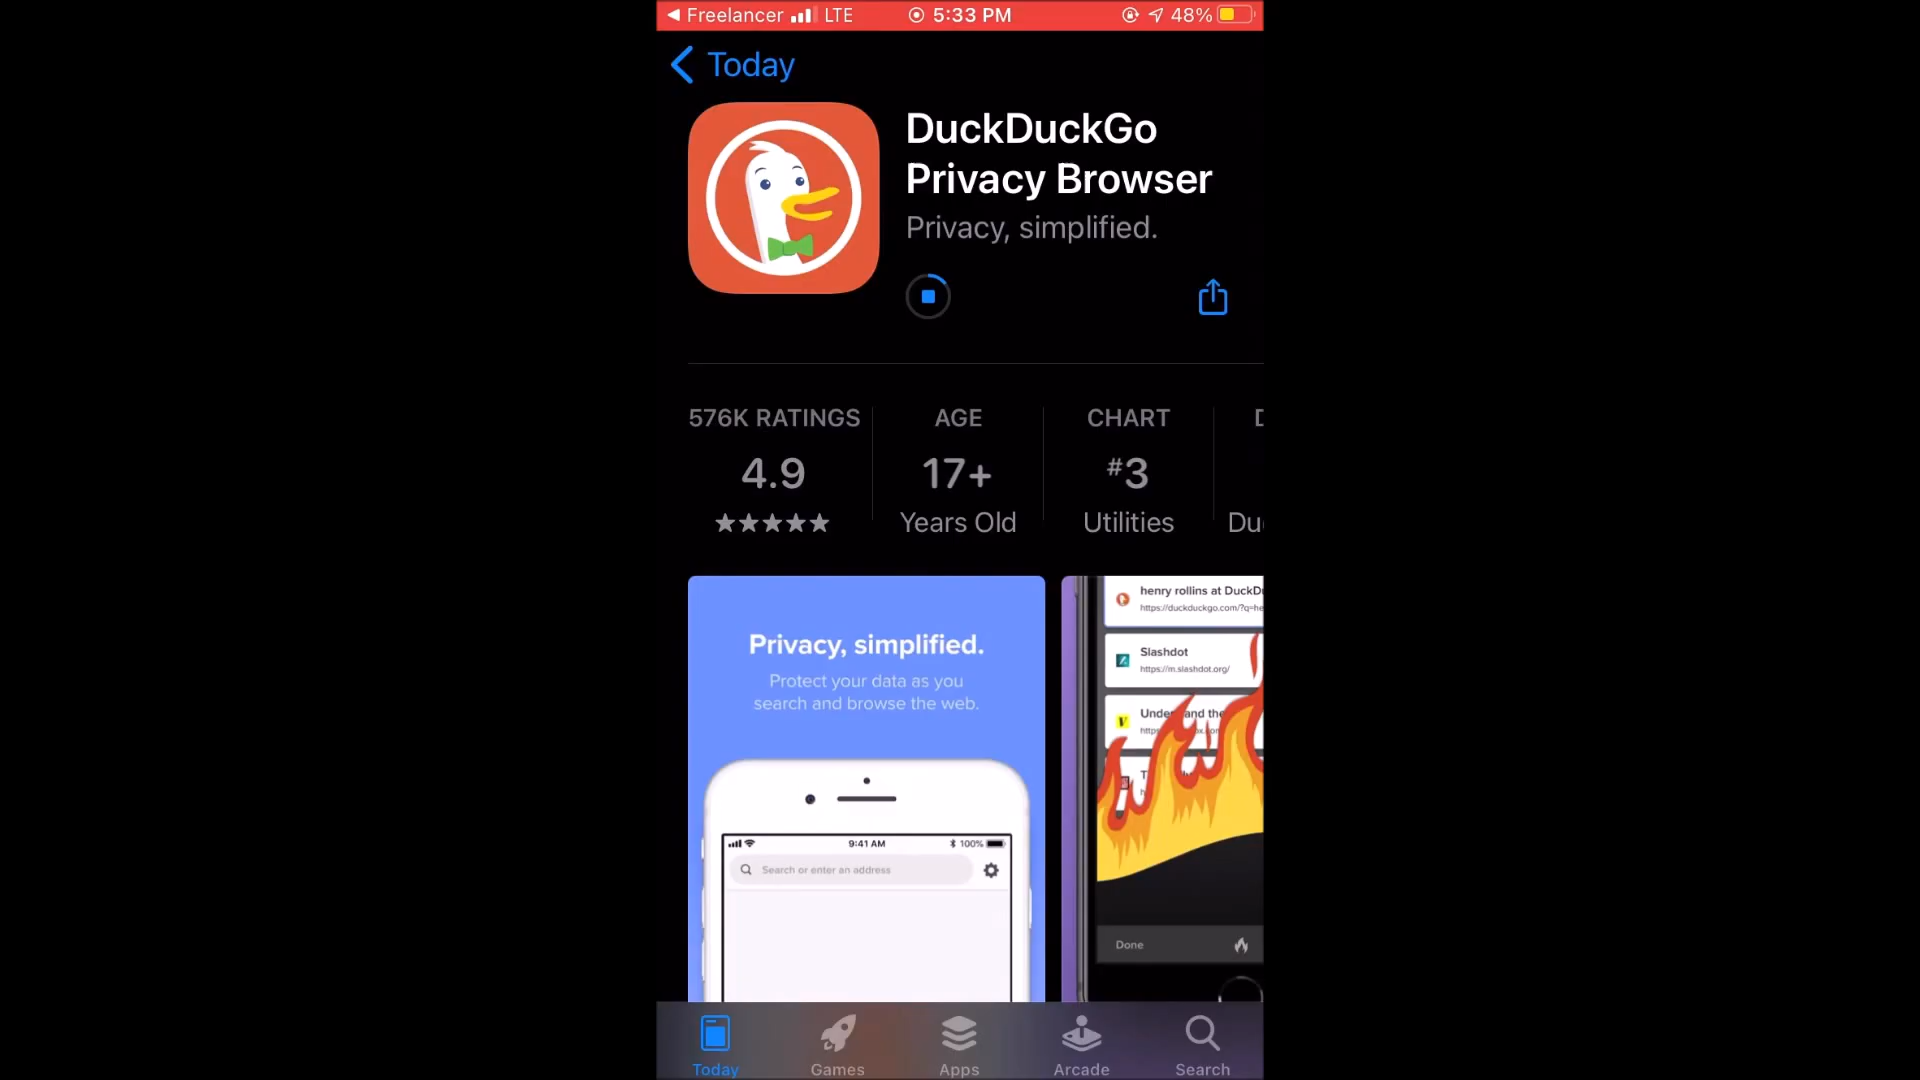 Freelancer LTE 5:33 PM 48%
Today
DuckDuckGo
Privacy Browser
Privacy, simplified.
576K RATINGS
4.9
AGE
17+
Years Old
CHART
#3
Utilities
Du
Privacy, simplified.
Protect your data as you
search and browse the web.
9:41 AM 100%
Search or enter an address
henry rollins at DuckDu
https://duckduckgo.com/?q=he
Slashdot
https://m.slashdot.org/
the
Done
Today Games Apps Arcade Search